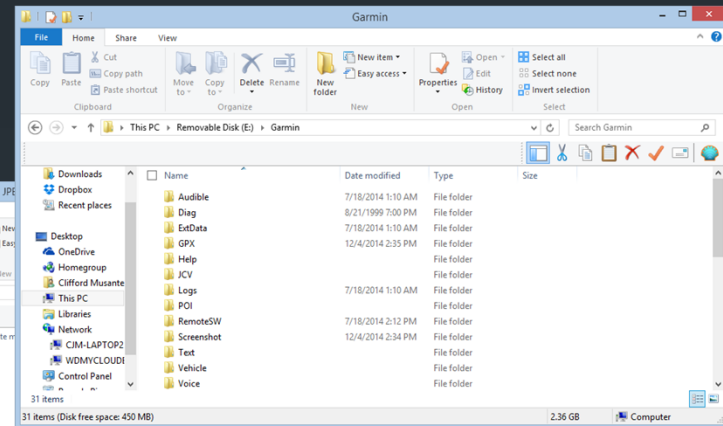 Garmin
File Home Share View
Copy Paste Cut Copy path Paste shortcut Move to Copy to Delete Rename New folder New item Easy access Properties Open Edit History Select all Select none Invert selection
Clipboard Organize New Open Select
This PC Removable Disk (E:) Garmin Search Garmin
Name Date modified Type Size
Downloads
Dropbox
Recent places
Desktop
OneDrive
Homegroup
Clifford Musante
This PC
Libraries
Network
CJM-LAPTOP2
WDMYCLOUDE
Control Panel
Audible 7/18/2014 1:10 AM File folder
Diag 8/21/1999 7:00 PM File folder
ExtData 7/18/2014 1:10 AM File folder
GPX 12/4/2014 2:35 PM File folder
Help File folder
JCV File folder
Logs 7/18/2014 1:10 AM File folder
POI File folder
RemoteSW 7/18/2014 2:12 PM File folder
Screenshot 12/4/2014 2:34 PM File folder
Text File folder
Vehicle File folder
Voice File folder
31 items
31 items (Disk free space: 450 MB) 2.36 GB Computer